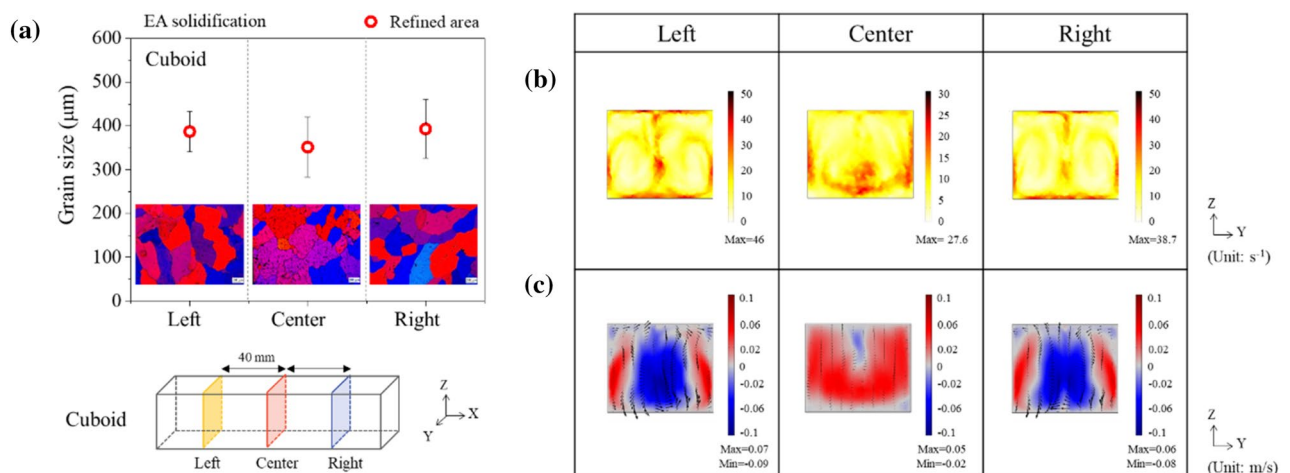 (a)
EA solidification
Refined area
Cuboid
Grain size (μm)
600
500
400
300
200
100
0
Left
Center
Right
40 mm
Cuboid
Z
X
Y
Left
Center
Right
Left
Center
Right
(b)
50
40
30
20
10
0
Max=46
30
25
20
15
10
5
0
Max= 27.6
50
40
30
20
10
0
Max=38.7
Z
Y
(Unit: s⁻¹)
(c)
0.1
0.06
0.02
-0.02
-0.06
-0.1
Max=0.07
Min=-0.09
0.1
0.06
0.02
-0.02
-0.06
-0.1
Max=0.05
Min=-0.02
0.1
0.06
0.02
-0.02
-0.06
-0.1
Max=0.06
Min=-0.08
Z
Y
(Unit: m/s)